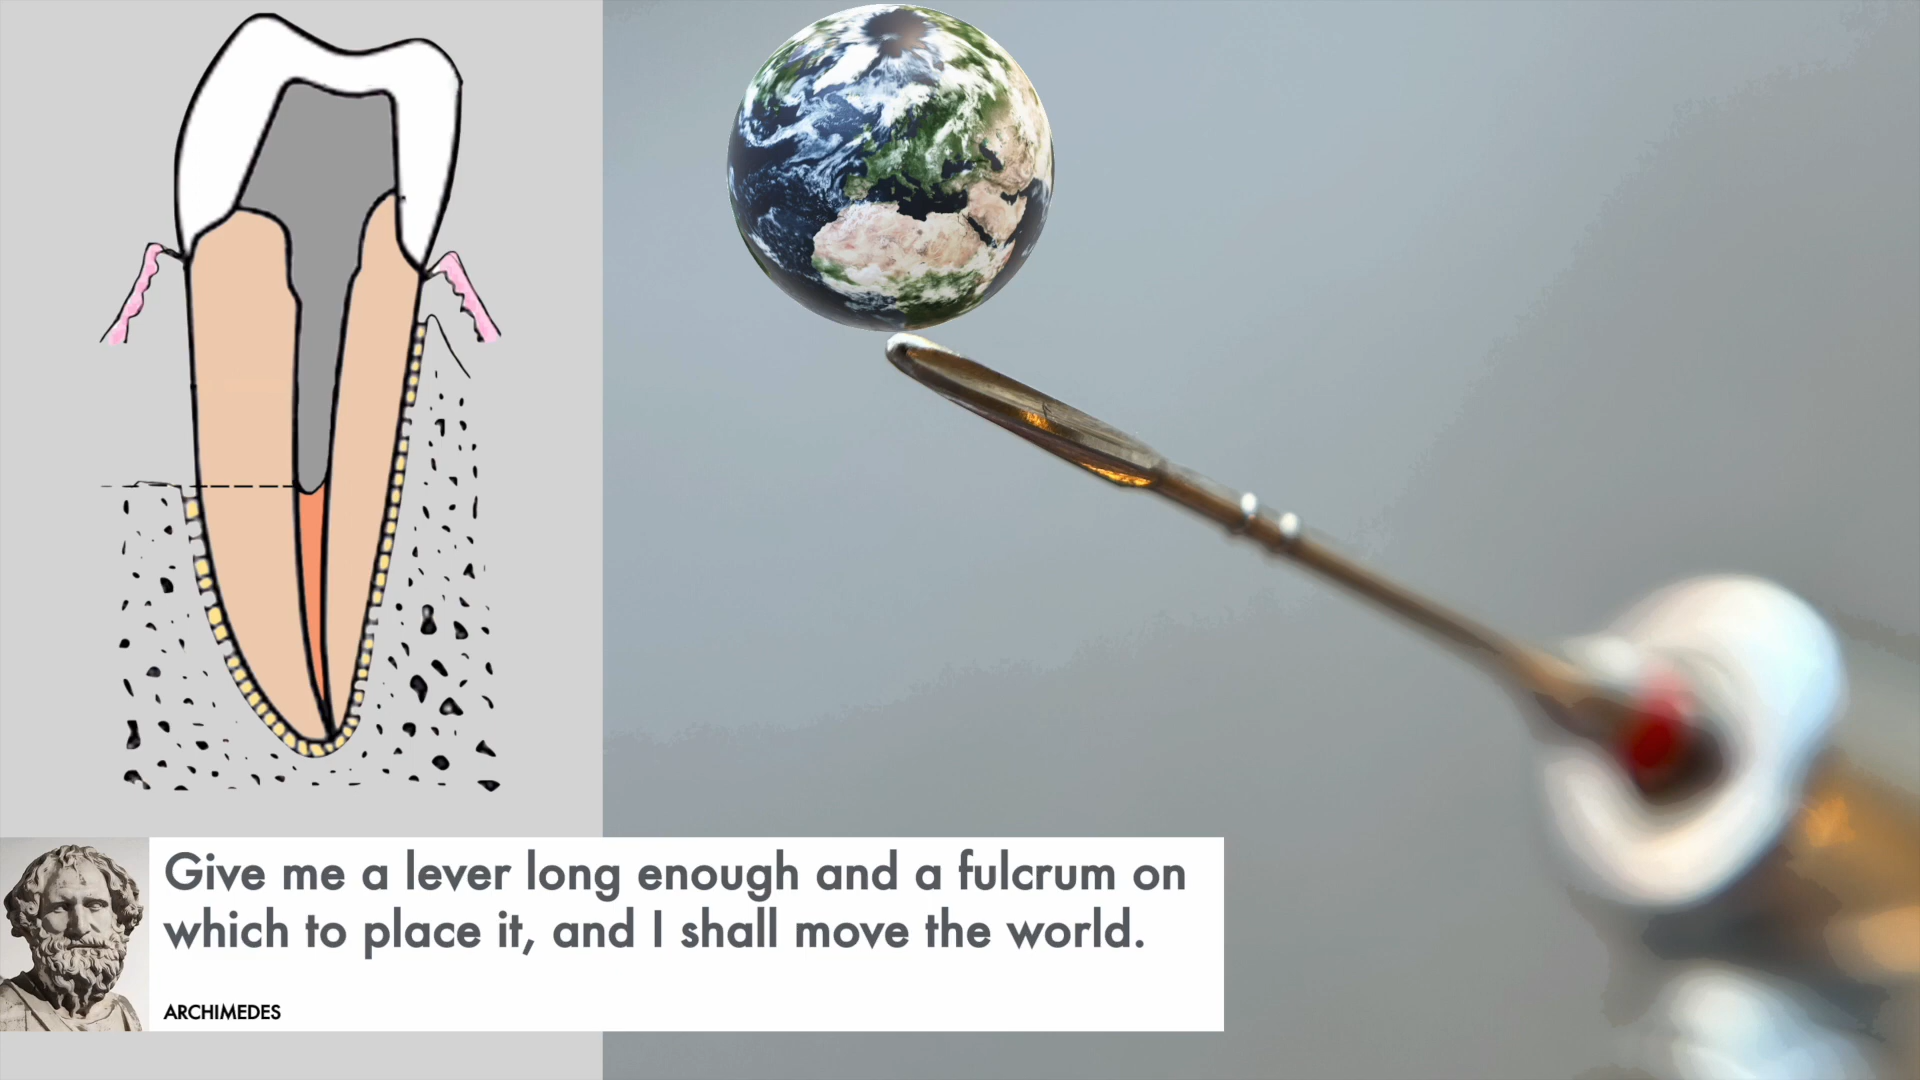 Give me a lever long enough and a fulcrum on
which to place it, and I shall move the world.
ARCHIMEDES